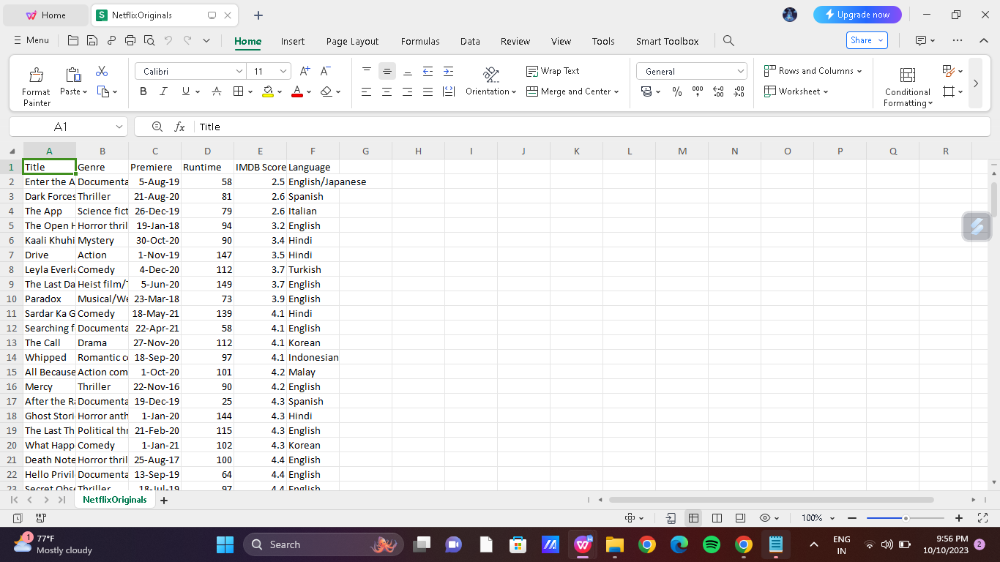 Home
NetflixOriginals
Upgrade now
Menu
Home Insert Page Layout Formulas Data Review View Tools Smart Toolbox
Share
Format Painter
Paste
Calibri 11
B I U A
Orientation
Wrap Text
Merge and Center
General
Rows and Columns
Worksheet
Conditional Formatting
A1 fx Title
A B C D E F G H I J K L M N O P Q R
1 Title Genre Premiere Runtime IMDB Score Language
2 Enter the A Documenta 5-Aug-19 58 2.5 English/Japanese
3 Dark Forces Thriller 21-Aug-20 81 2.6 Spanish
4 The App Science fict 26-Dec-19 79 2.6 Italian
5 The Open H Horror thril 19-Jan-18 94 3.2 English
6 Kaali Khuhi Mystery 30-Oct-20 90 3.4 Hindi
7 Drive Action 1-Nov-19 147 3.5 Hindi
8 Leyla Everla Comedy 4-Dec-20 112 3.7 Turkish
9 The Last Da Heist film/T 5-Jun-20 149 3.7 English
10 Paradox Musical/We 23-Mar-18 73 3.9 English
11 Sardar Ka G Comedy 18-May-21 139 4.1 Hindi
12 Searching f Documenta 22-Apr-21 58 4.1 English
13 The Call Drama 27-Nov-20 112 4.1 Korean
14 Whipped Romantic co 18-Sep-20 97 4.1 Indonesian
15 All Because Action com 1-Oct-20 101 4.2 Malay
16 Mercy Thriller 22-Nov-16 90 4.2 English
17 After the Ra Documenta 19-Dec-19 25 4.3 Spanish
18 Ghost Stori Horror anth 1-Jan-20 144 4.3 Hindi
19 The Last Th Political thr 21-Feb-20 115 4.3 English
20 What Happ Comedy 1-Jan-21 102 4.3 Korean
21 Death Note Horror thril 25-Aug-17 100 4.4 English
22 Hello Privil Documenta 13-Sep-19 64 4.4 English
23 Secret Obse Thriller 18-Jul-19 97 4.4 English
NetflixOriginals
100%
1 77°F
Mostly cloudy
Search
ENG
IN
9:56 PM
10/10/2023
2